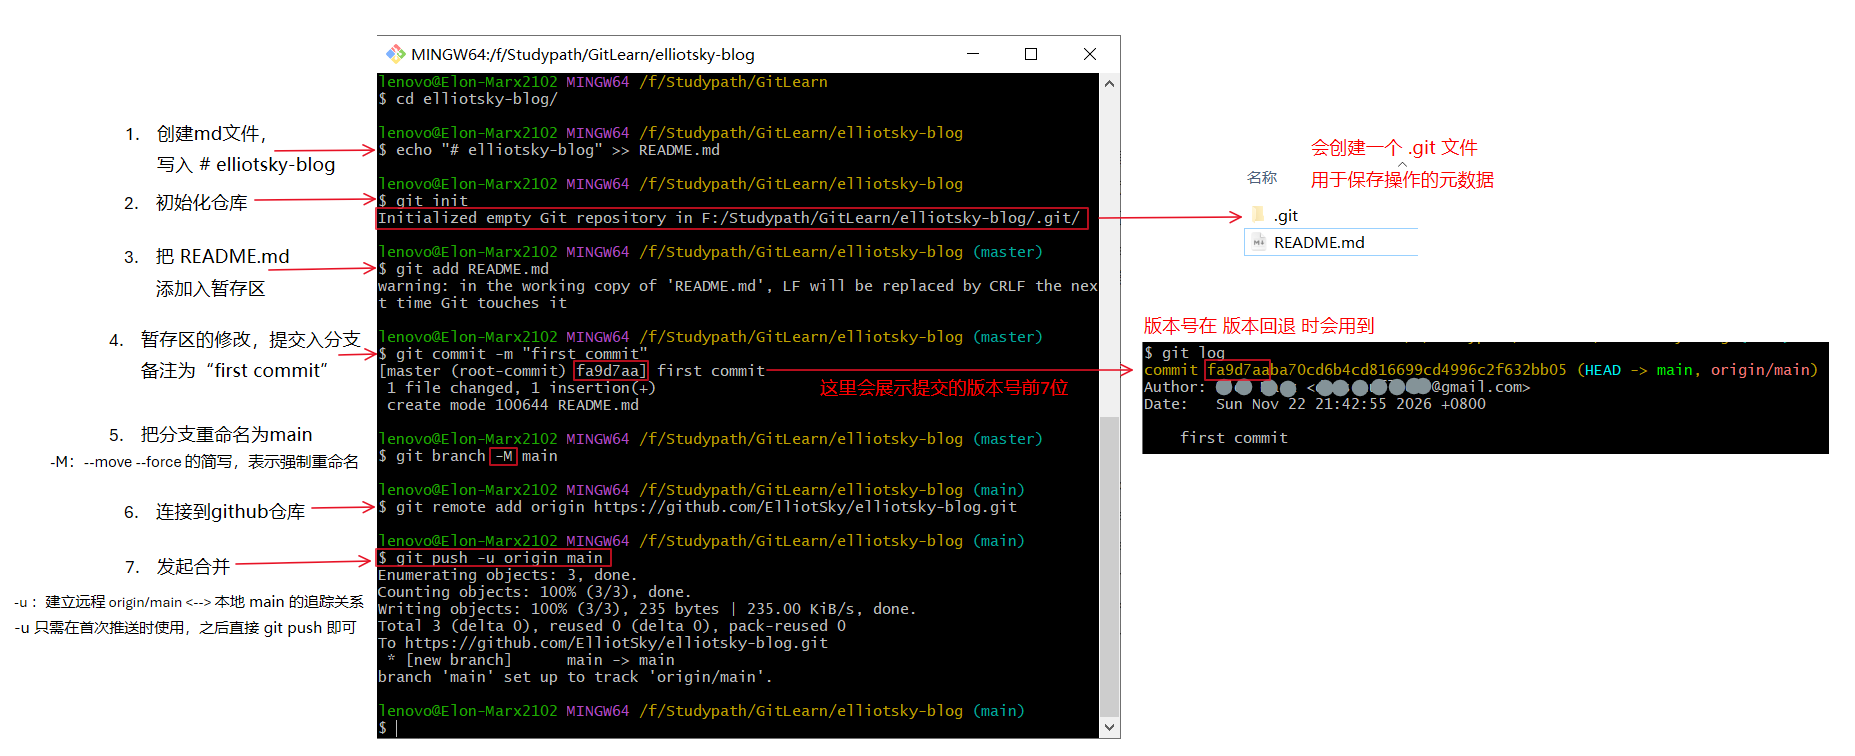 MINGW64:/f/Studypath/GitLearn/elliotsky-blog
lenovo@Elon-Marx2102 MINGW64 /f/Studypath/GitLearn
$ cd elliotsky-blog/
lenovo@Elon-Marx2102 MINGW64 /f/Studypath/GitLearn/elliotsky-blog
$ echo "# elliotsky-blog" >> README.md
lenovo@Elon-Marx2102 MINGW64 /f/Studypath/GitLearn/elliotsky-blog
$ git init
Initialized empty Git repository in F:/Studypath/GitLearn/elliotsky-blog/.git/
lenovo@Elon-Marx2102 MINGW64 /f/Studypath/GitLearn/elliotsky-blog (master)
$ git add README.md
warning: in the working copy of 'README.md', LF will be replaced by CRLF the nex
t time Git touches it
lenovo@Elon-Marx2102 MINGW64 /f/Studypath/GitLearn/elliotsky-blog (master)
$ git commit -m "first commit"
[master (root-commit) fa9d7aa] first commit
1 file changed, 1 insertion(+)
create mode 100644 README.md
lenovo@Elon-Marx2102 MINGW64 /f/Studypath/GitLearn/elliotsky-blog (master)
$ git branch -M main
lenovo@Elon-Marx2102 MINGW64 /f/Studypath/GitLearn/elliotsky-blog (main)
$ git remote add origin https://github.com/ElliotSky/elliotsky-blog.git
lenovo@Elon-Marx2102 MINGW64 /f/Studypath/GitLearn/elliotsky-blog (main)
$ git push -u origin main
Enumerating objects: 3, done.
Counting objects: 100% (3/3), done.
Writing objects: 100% (3/3), 235 bytes | 235.00 KiB/s, done.
Total 3 (delta 0), reused 0 (delta 0), pack-reused 0
To https://github.com/ElliotSky/elliotsky-blog.git
* [new branch] main -> main
branch 'main' set up to track 'origin/main'.
lenovo@Elon-Marx2102 MINGW64 /f/Studypath/GitLearn/elliotsky-blog (main)
$
1. 创建md文件，
写入 # elliotsky-blog
2. 初始化仓库
3. 把 README.md
添加入暂存区
4. 暂存区的修改，提交入分支
备注为“first commit”
5. 把分支重命名为main
-M：--move --force 的简写，表示强制重命名
6. 连接到github仓库
7. 发起合并
-u ：建立远程 origin/main <--> 本地 main 的追踪关系
-u 只需在首次推送时使用，之后直接 git push 即可
这里会展示提交的版本号前7位
会创建一个 .git 文件
用于保存操作的元数据
名称
.git
README.md
版本号在 版本回退 时会用到
$ git log
commit fa9d7aaba70cd6b4cd816699cd4996c2f632bb05 (HEAD -> main, origin/main)
Author: < @gmail.com>
Date: Sun Nov 22 21:42:55 2026 +0800
first commit